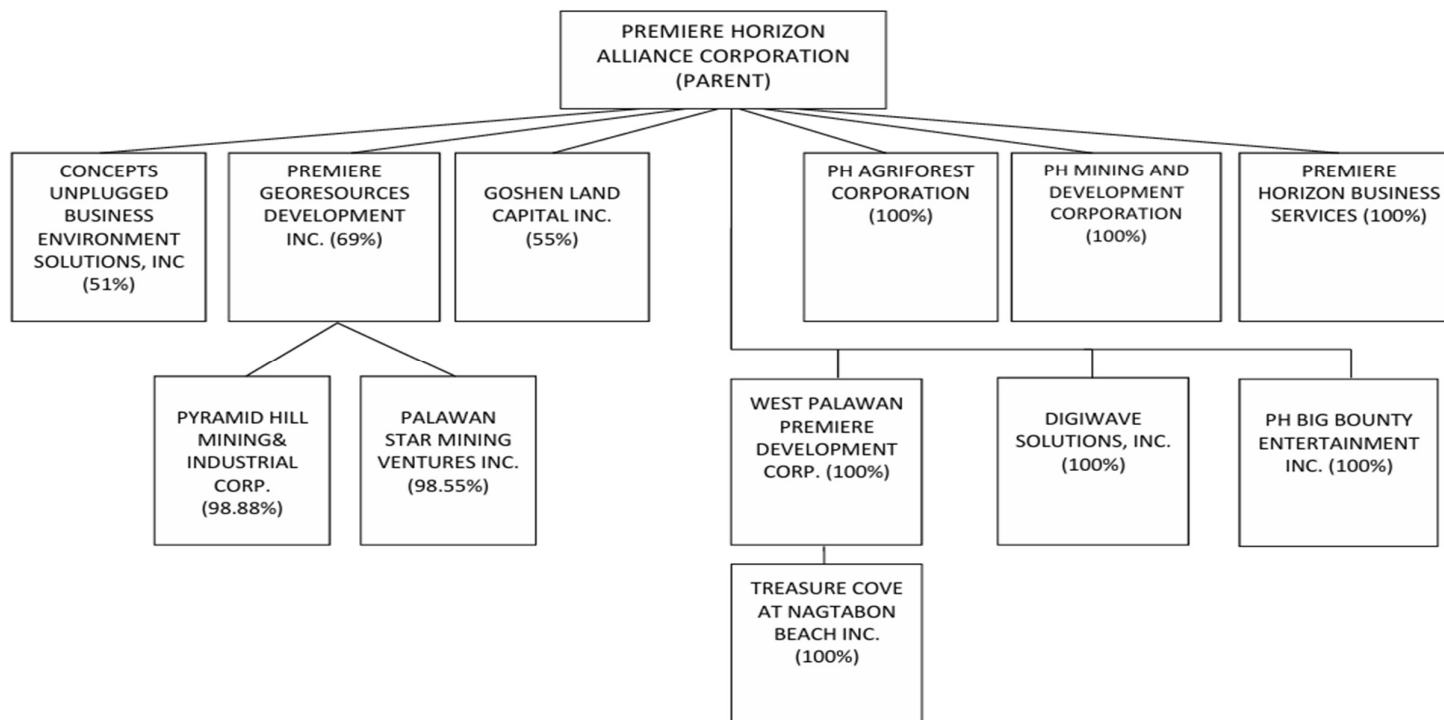 PREMIERE HORIZON
ALLIANCE CORPORATION
(PARENT)
CONCEPTS
UNPLUGGED
BUSINESS
ENVIRONMENT
SOLUTIONS, INC
(51%)
PREMIERE
GEORESOURCES
DEVELOPMENT
INC. (69%)
GOSHEN LAND
CAPITAL INC.
(55%)
PH AGRIFOREST
CORPORATION
(100%)
PH MINING AND
DEVELOPMENT
CORPORATION
(100%)
PREMIERE
HORIZON BUSINESS
SERVICES (100%)
PYRAMID HILL
MINING&
INDUSTRIAL
CORP.
(98.88%)
PALAWAN
STAR MINING
VENTURES INC.
(98.55%)
WEST PALAWAN
PREMIERE
DEVELOPMENT
CORP. (100%)
DIGIWAVE
SOLUTIONS, INC.
(100%)
PH BIG BOUNTY
ENTERTAINMENT
INC. (100%)
TREASURE COVE
AT NAGTABON
BEACH INC.
(100%)